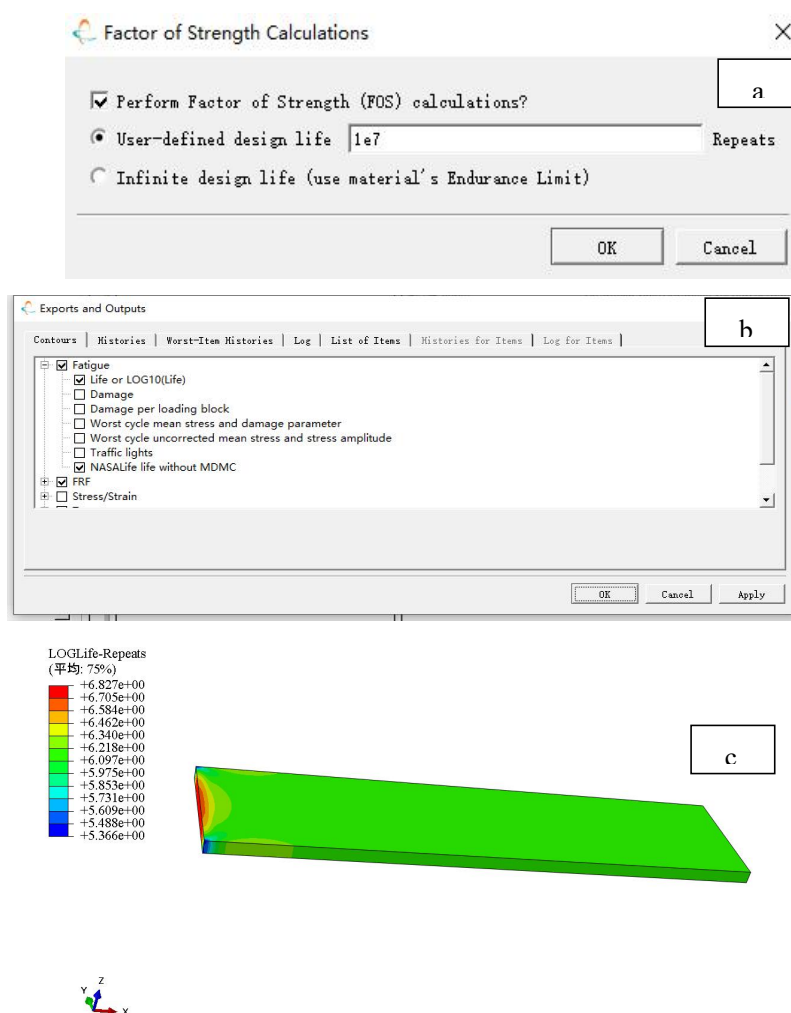 Factor of Strength Calculations
a
Perform Factor of Strength (FOS) calculations?
User-defined design life 1e7 Repeats
Infinite design life (use material's Endurance Limit)
OK Cancel
Exports and Outputs
b
Contours Histories Worst-Item Histories Log List of Items Histories for Items Log for Items
Fatigue
Life or LOG10(Life)
Damage
Damage per loading block
Worst cycle mean stress and damage parameter
Worst cycle uncorrected mean stress and stress amplitude
Traffic lights
NASALife life without MDMC
FRF
Stress/Strain
OK Cancel Apply
LOGLife-Repeats
(平均: 75%)
+6.827e+00
+6.705e+00
+6.584e+00
+6.462e+00
+6.340e+00
+6.218e+00
+6.097e+00
+5.975e+00
+5.853e+00
+5.731e+00
+5.609e+00
+5.488e+00
+5.366e+00
c
Z
Y
X